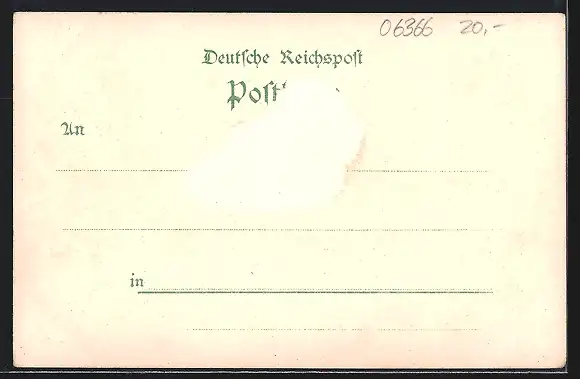 06366 20,-
Deutsche Reichspost
Post
An
in